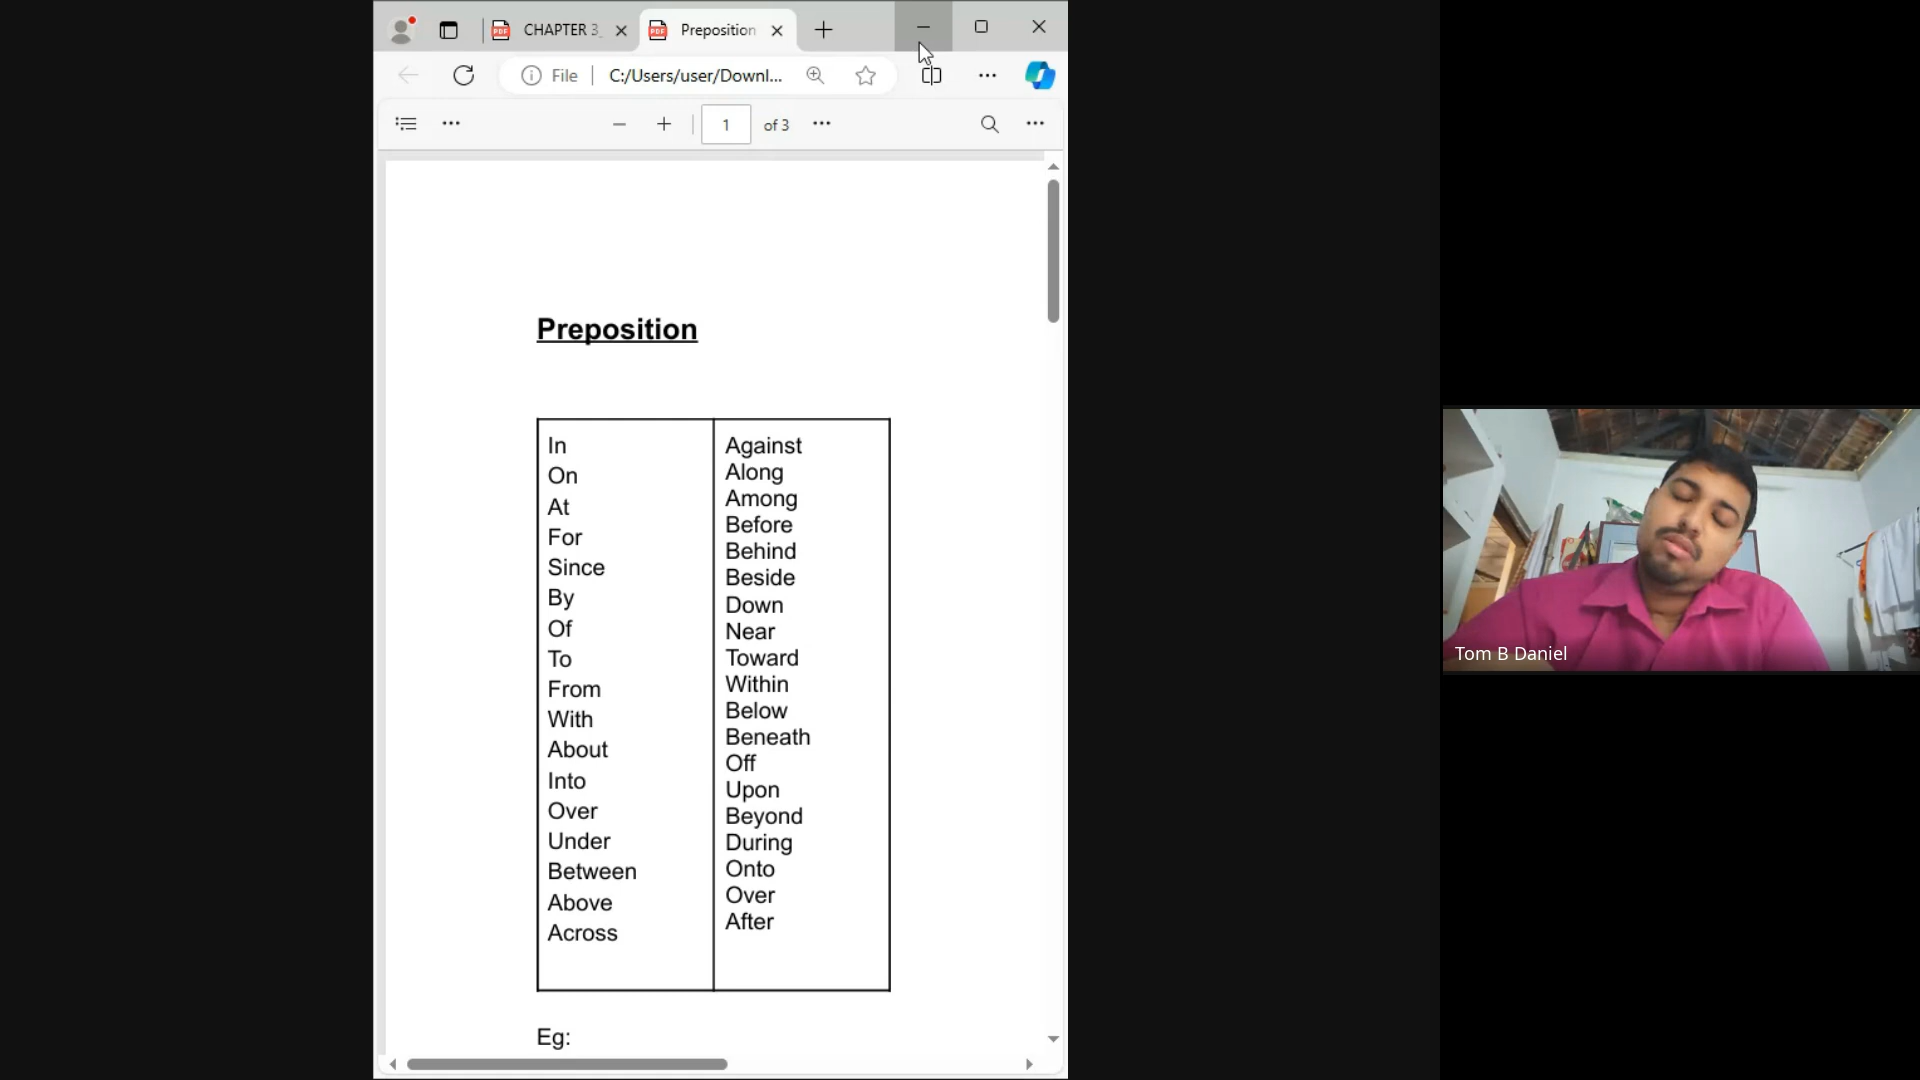 CHAPTER 3
Preposition
File
C:/Users/user/Downl...
1 of 3
Preposition
In
On
At
For
Since
By
Of
To
From
With
About
Into
Over
Under
Between
Above
Across
Against
Along
Among
Before
Behind
Beside
Down
Near
Toward
Within
Below
Beneath
Off
Upon
Beyond
During
Onto
Over
After
Eg:
Tom B Daniel